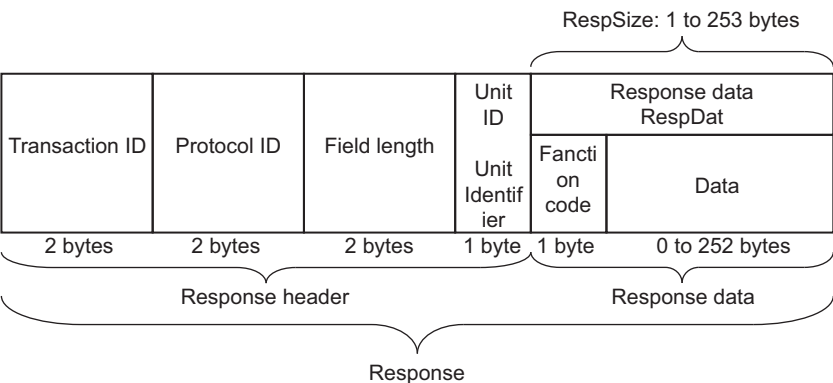 RespSize: 1 to 253 bytes
Transaction ID
Protocol ID
Field length
Unit
ID
Unit
Identif
ier
Response data
RespDat
Fancti
on
code
Data
2 bytes
2 bytes
2 bytes
1 byte
1 byte
0 to 252 bytes
Response header
Response data
Response